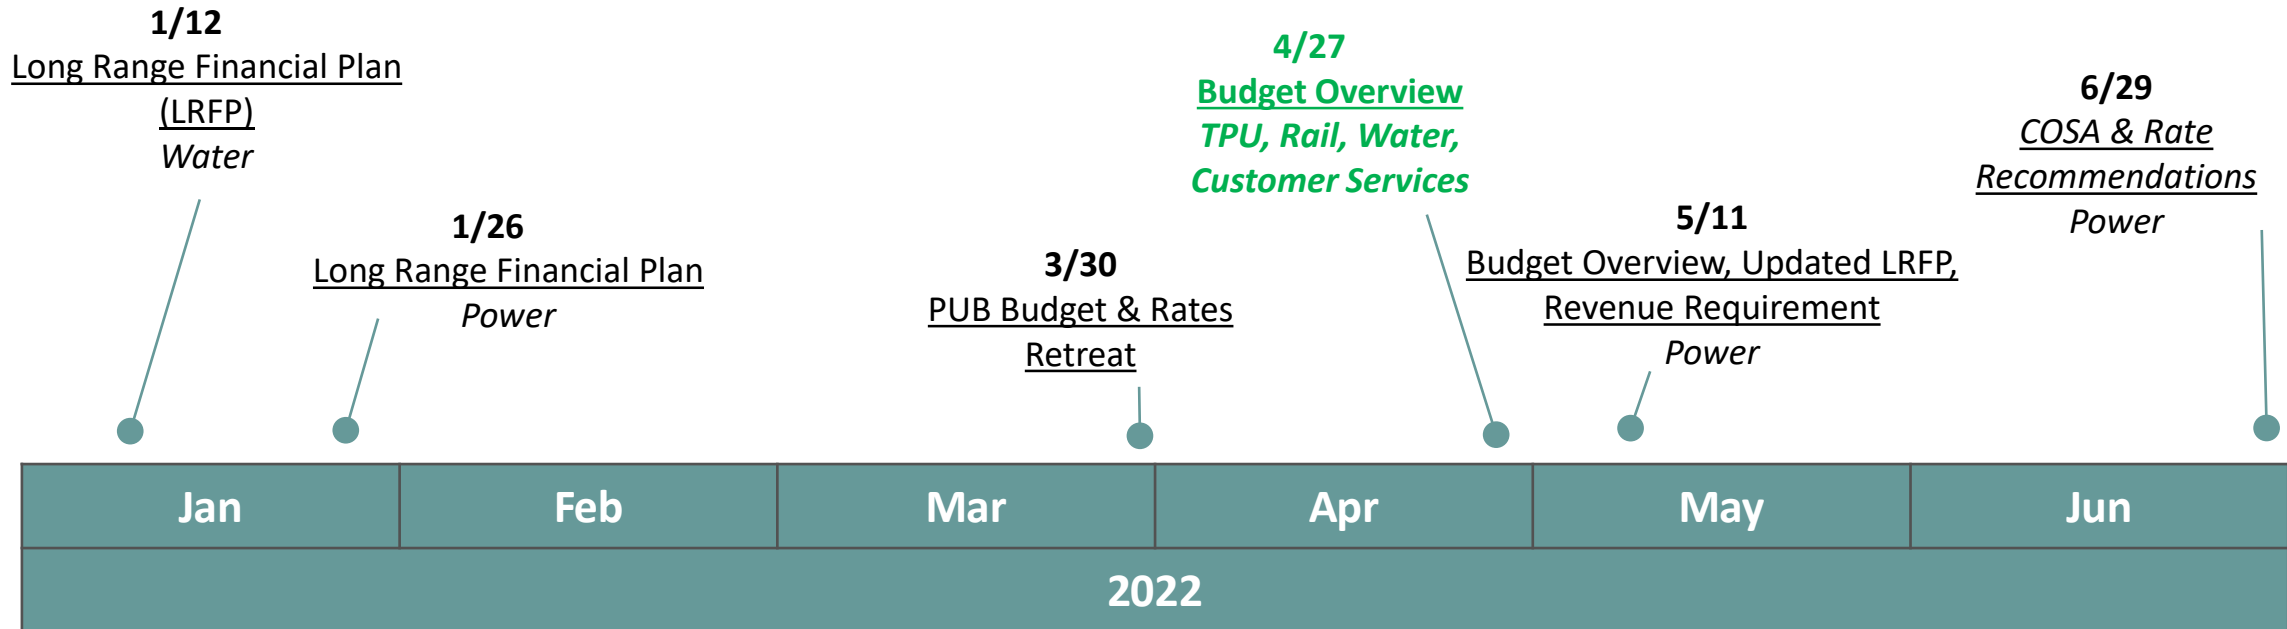 1/12
Long Range Financial Plan
(LRFP)
Water
1/26
Long Range Financial Plan
Power
3/30
PUB Budget & Rates
Retreat
4/27
Budget Overview
TPU, Rail, Water,
Customer Services
5/11
Budget Overview, Updated LRFP,
Revenue Requirement
Power
6/29
COSA & Rate
Recommendations
Power
Jan
Feb
Mar
Apr
May
Jun
2022